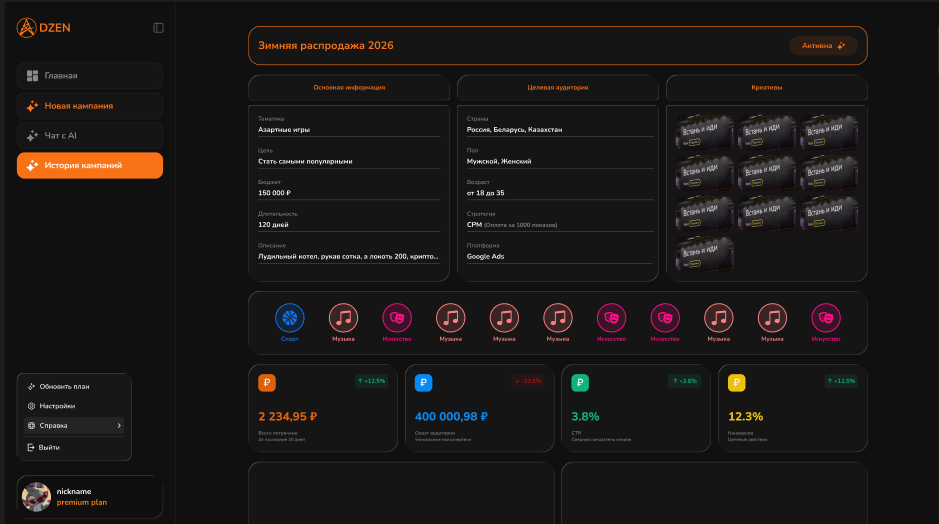 DZEN
Главная
Новая кампания
Чат с AI
История кампаний
Обновить план
Настройки
Справка
Выйти
nickname
premium plan
Зимняя распродажа 2026
Активна
Основная информация
Тематика
Азартные игры
Цель
Стать самыми популярными
Бюджет
150 000 ₽
Длительность
120 дней
Описание
Лудильный котел, рукав сотка, а локоть 200, крипто...
Целевая аудитория
Страны
Россия, Беларусь, Казахстан
Пол
Мужской, Женский
Возраст
от 18 до 35
Стратегия
CPM (Оплата за 1000 показов)
Платформа
Google Ads
Креативы
Встань и иди
Встань и иди
Встань и иди
Встань и иди
Встань и иди
Встань и иди
Встань и иди
Встань и иди
Встань и иди
Встань и иди
Спорт
Музыка
Искусство
Музыка
Музыка
Музыка
Искусство
Искусство
Музыка
Музыка
Искусство
₽
↑ +12.5%
2 234,95 ₽
Всего потрачено
За последние 30 дней
₽
↓ -12.5%
400 000,98 ₽
Охват аудитории
Уникальные пользователи
₽
↑ +3.8%
3.8%
CTR
Средний показатель кликов
₽
↑ +12.5%
12.3%
Конверсии
Целевые действия